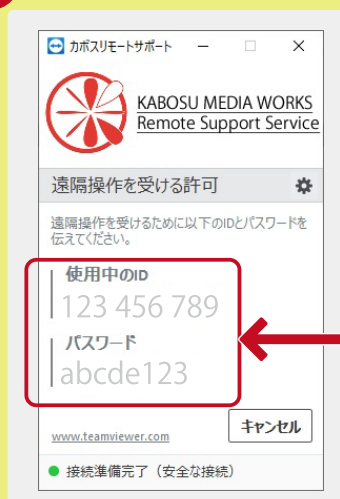 カボスリモートサポート
KABOSU MEDIA WORKS
Remote Support Service
遠隔操作を受ける許可
遠隔操作を受けるために以下のIDとパスワードを
伝えてください。
使用中のID
123 456 789
パスワード
abcde123
キャンセル
www.teamviewer.com
接続準備完了（安全な接続）